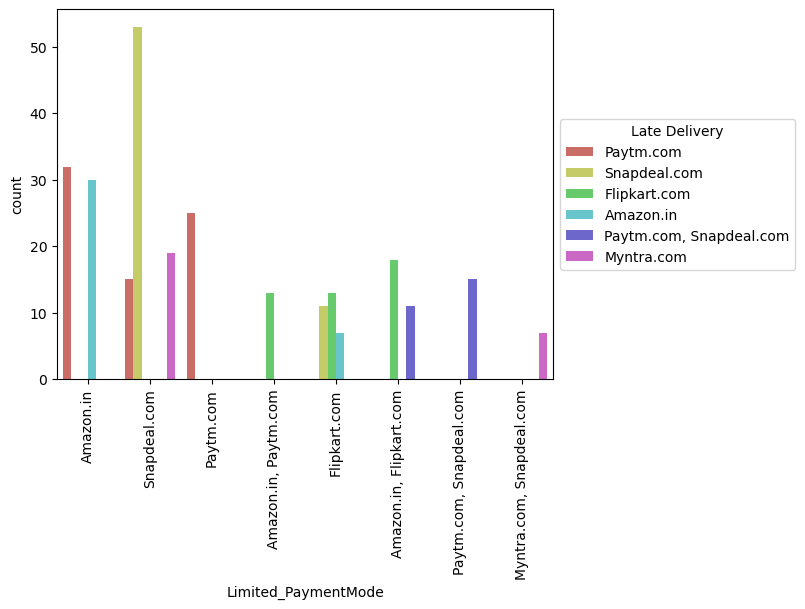 50
40
30
20
10
0
count
Amazon.in
Snapdeal.com
Paytm.com
Amazon.in, Paytm.com
Flipkart.com
Amazon.in, Flipkart.com
Paytm.com, Snapdeal.com
Myntra.com, Snapdeal.com
Limited_PaymentMode
Late Delivery
Paytm.com
Snapdeal.com
Flipkart.com
Amazon.in
Paytm.com, Snapdeal.com
Myntra.com